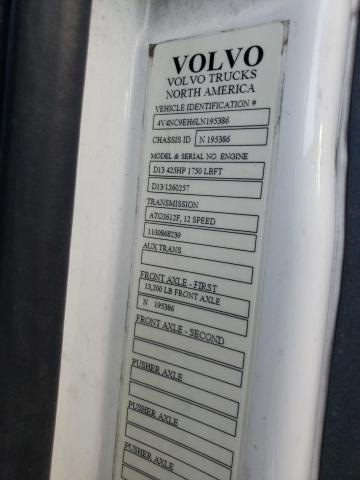 VOLVO
VOLVO TRUCKS
NORTH AMERICA
VEHICLE IDENTIFICATION #
4V4NC9EH6LN195386
CHASSIS ID N 195386
MODEL & SERIAL NO. ENGINE
D13 425HP 1750 LBFT
D13/1260257
TRANSMISSION
ATO2612F, 12 SPEED
1100868239
AUX TRANS.
FRONT AXLE - FIRST
13,200 LB FRONT AXLE
N 195386
FRONT AXLE - SECOND
PUSHER AXLE
PUSHER AXLE
PUSHER AXLE